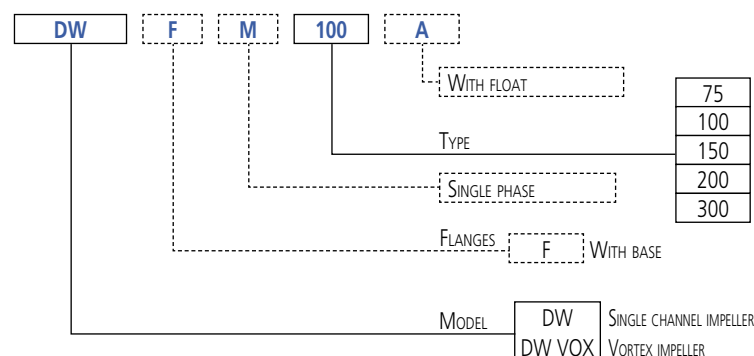 DW F M 100 A
WITH FLOAT
75
100
TYPE
150
200
SINGLE PHASE
300
FLANGES
F WITH BASE
MODEL
DW SINGLE CHANNEL IMPELLER
DW VOX VORTEX IMPELLER